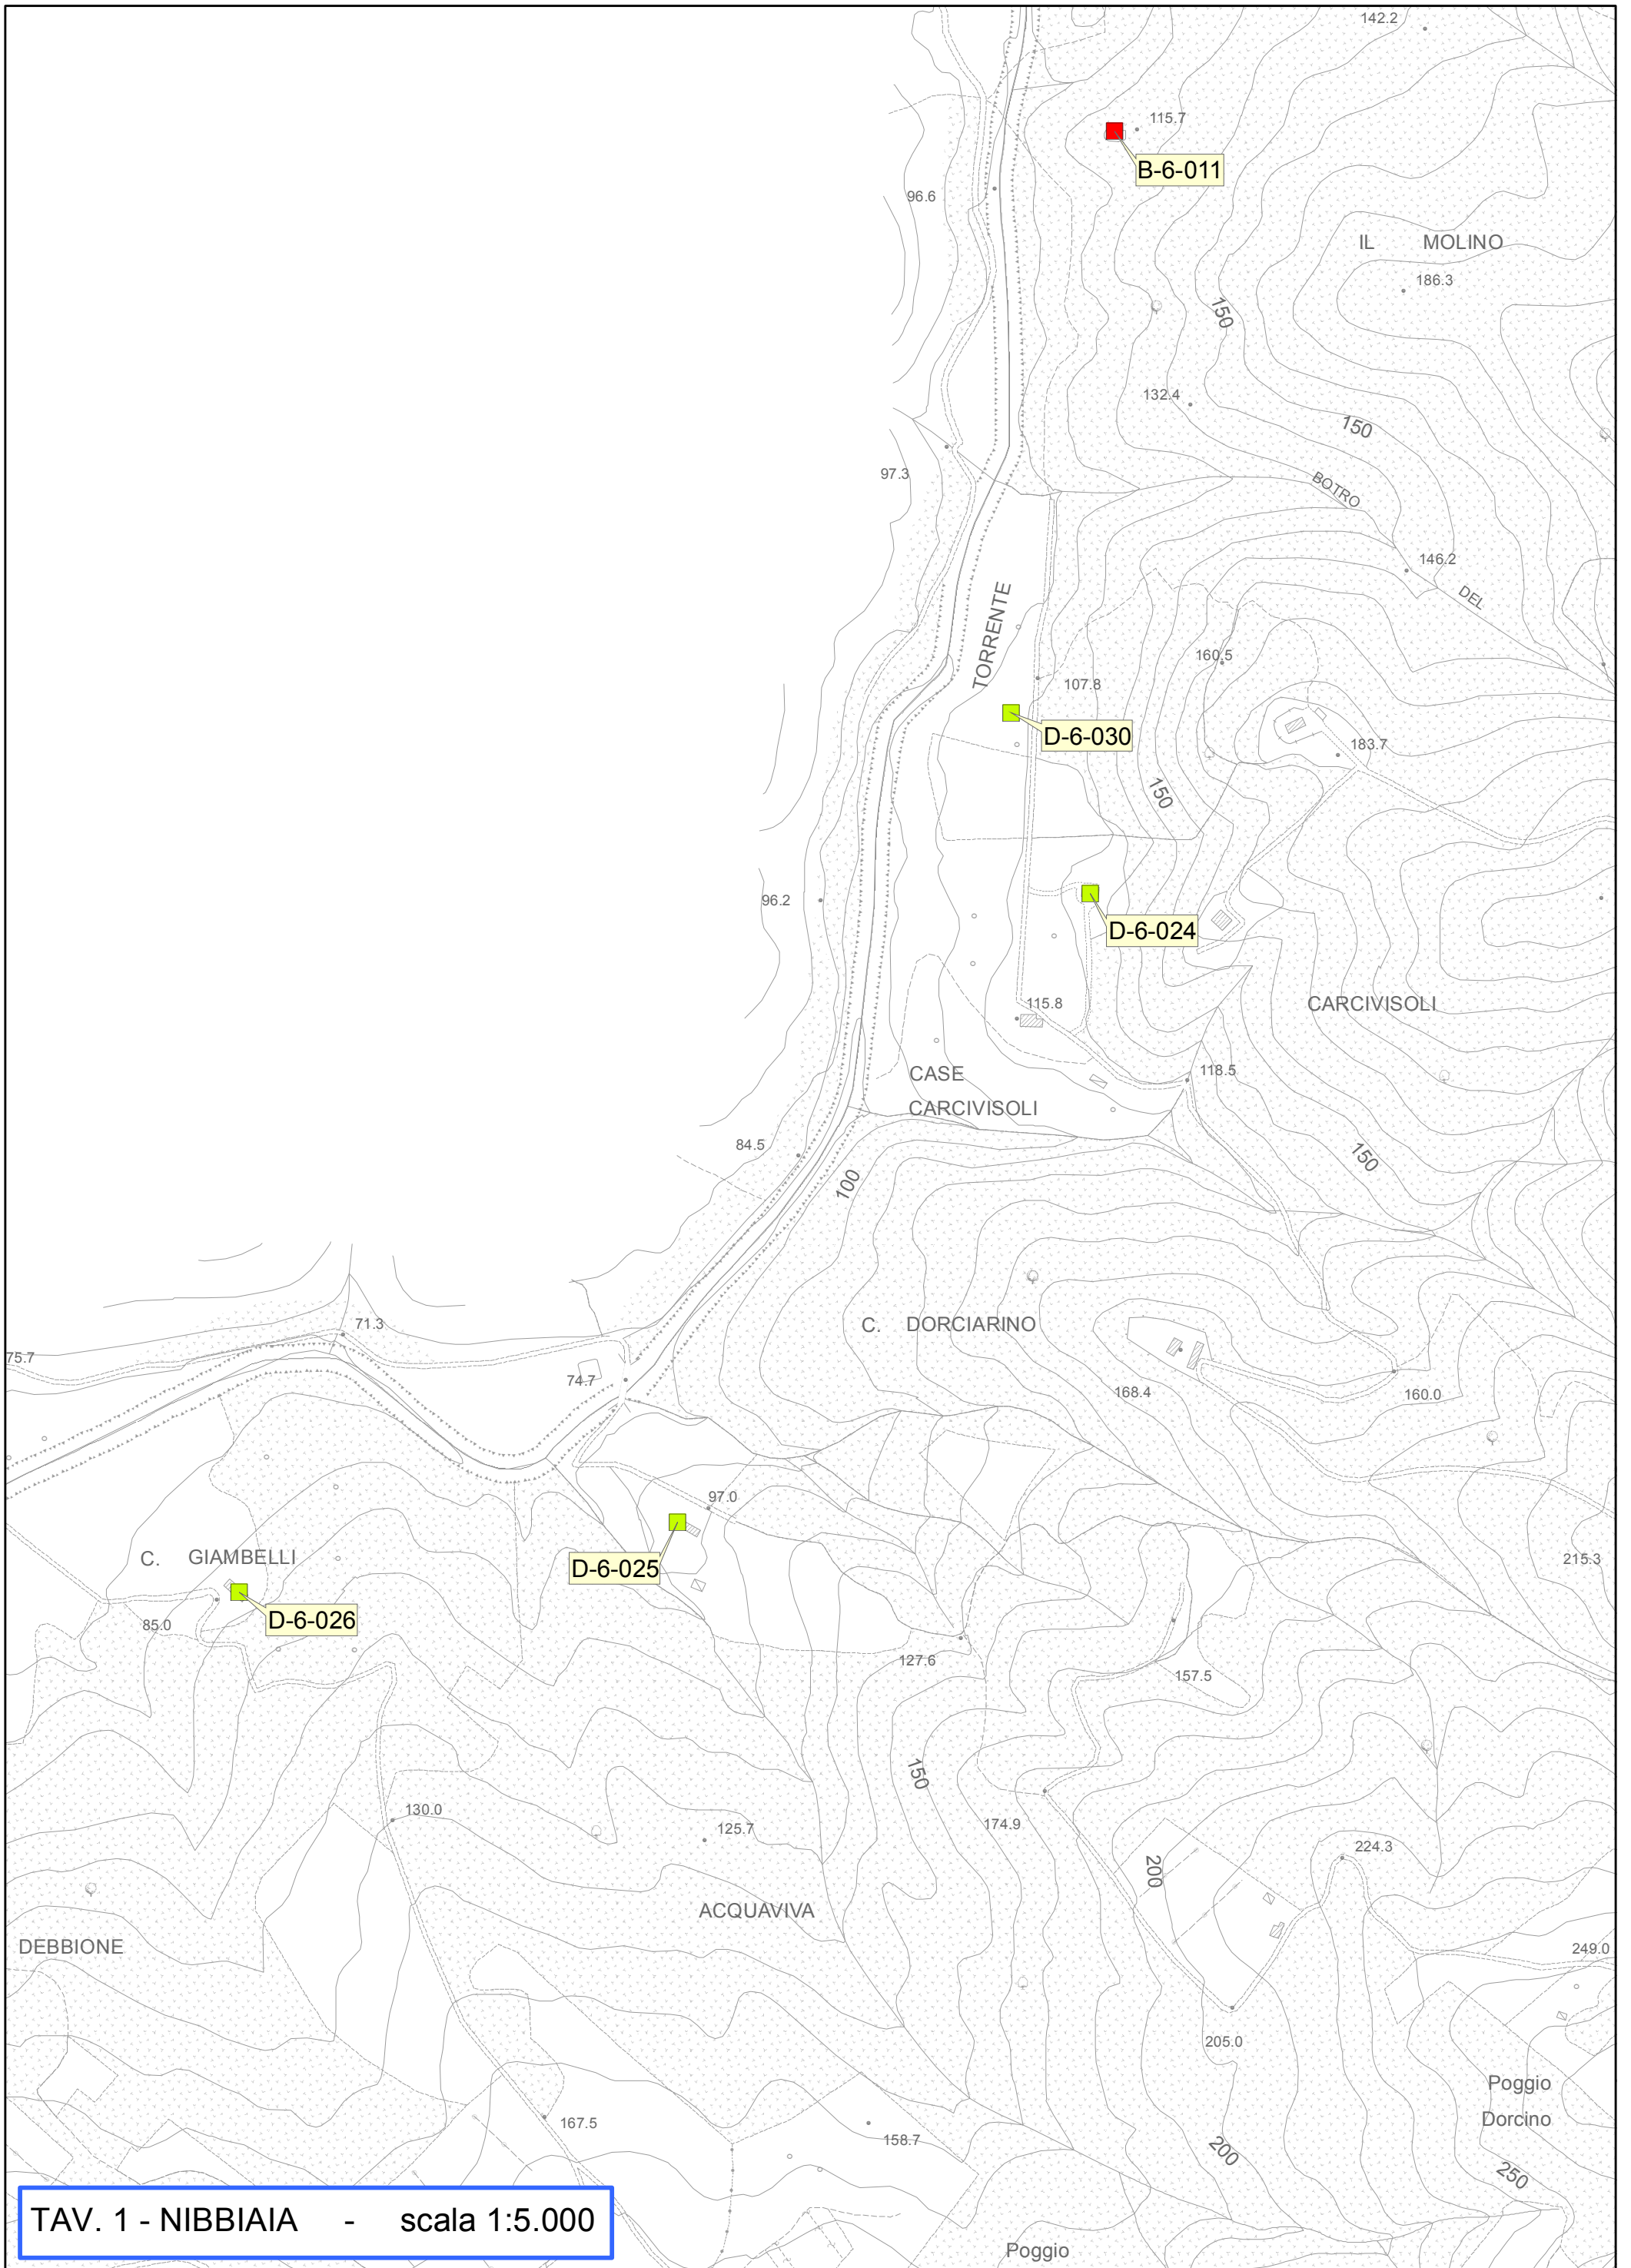 142.2
115.7
B-6-011
96.6
IL MOLINO
186.3
150
132.4
150
97.3
BOTRO
146.2
DEL
TORRENTE
160.5
107.8
D-6-030
183.7
150
96.2
D-6-024
115.8
CARCIVISOLI
CASE
CARCIVISOLI
118.5
84.5
150
100
C. DORCIARINO
71.3
75.7
74.7
168.4
160.0
97.0
C. GIAMBELLI
D-6-025
215.3
D-6-026
85.0
127.6
157.5
150
130.0
125.7
174.9
224.3
200
ACQUAVIVA
DEBBIONE
249.0
205.0
Poggio
Dorcino
167.5
158.7
200
250
TAV. 1 - NIBBIAIA - scala 1:5.000
Poggio